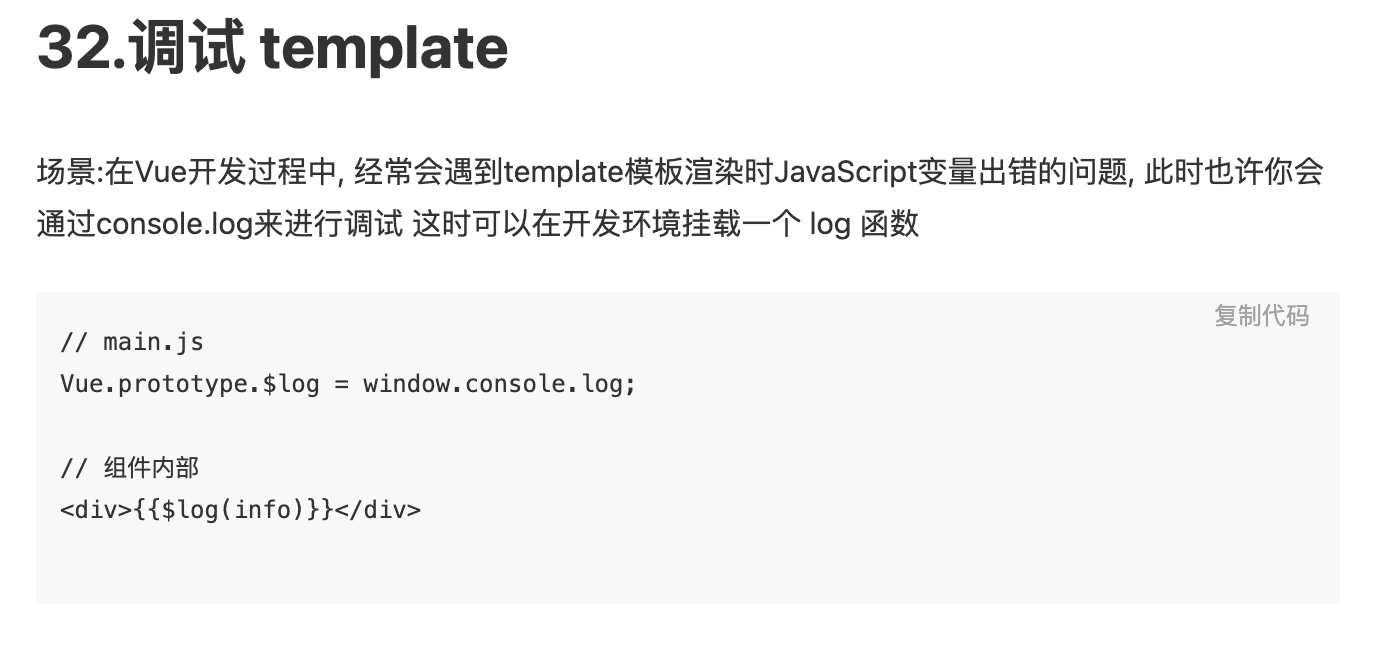 32.调试 template
场景:在Vue开发过程中, 经常会遇到template模板渲染时JavaScript变量出错的问题, 此时也许你会
通过console.log来进行调试 这时可以在开发环境挂载一个 log 函数
复制代码
// main.js
Vue.prototype.$log = window.console.log;
// 组件内部
<div>{{$log(info)}}</div>